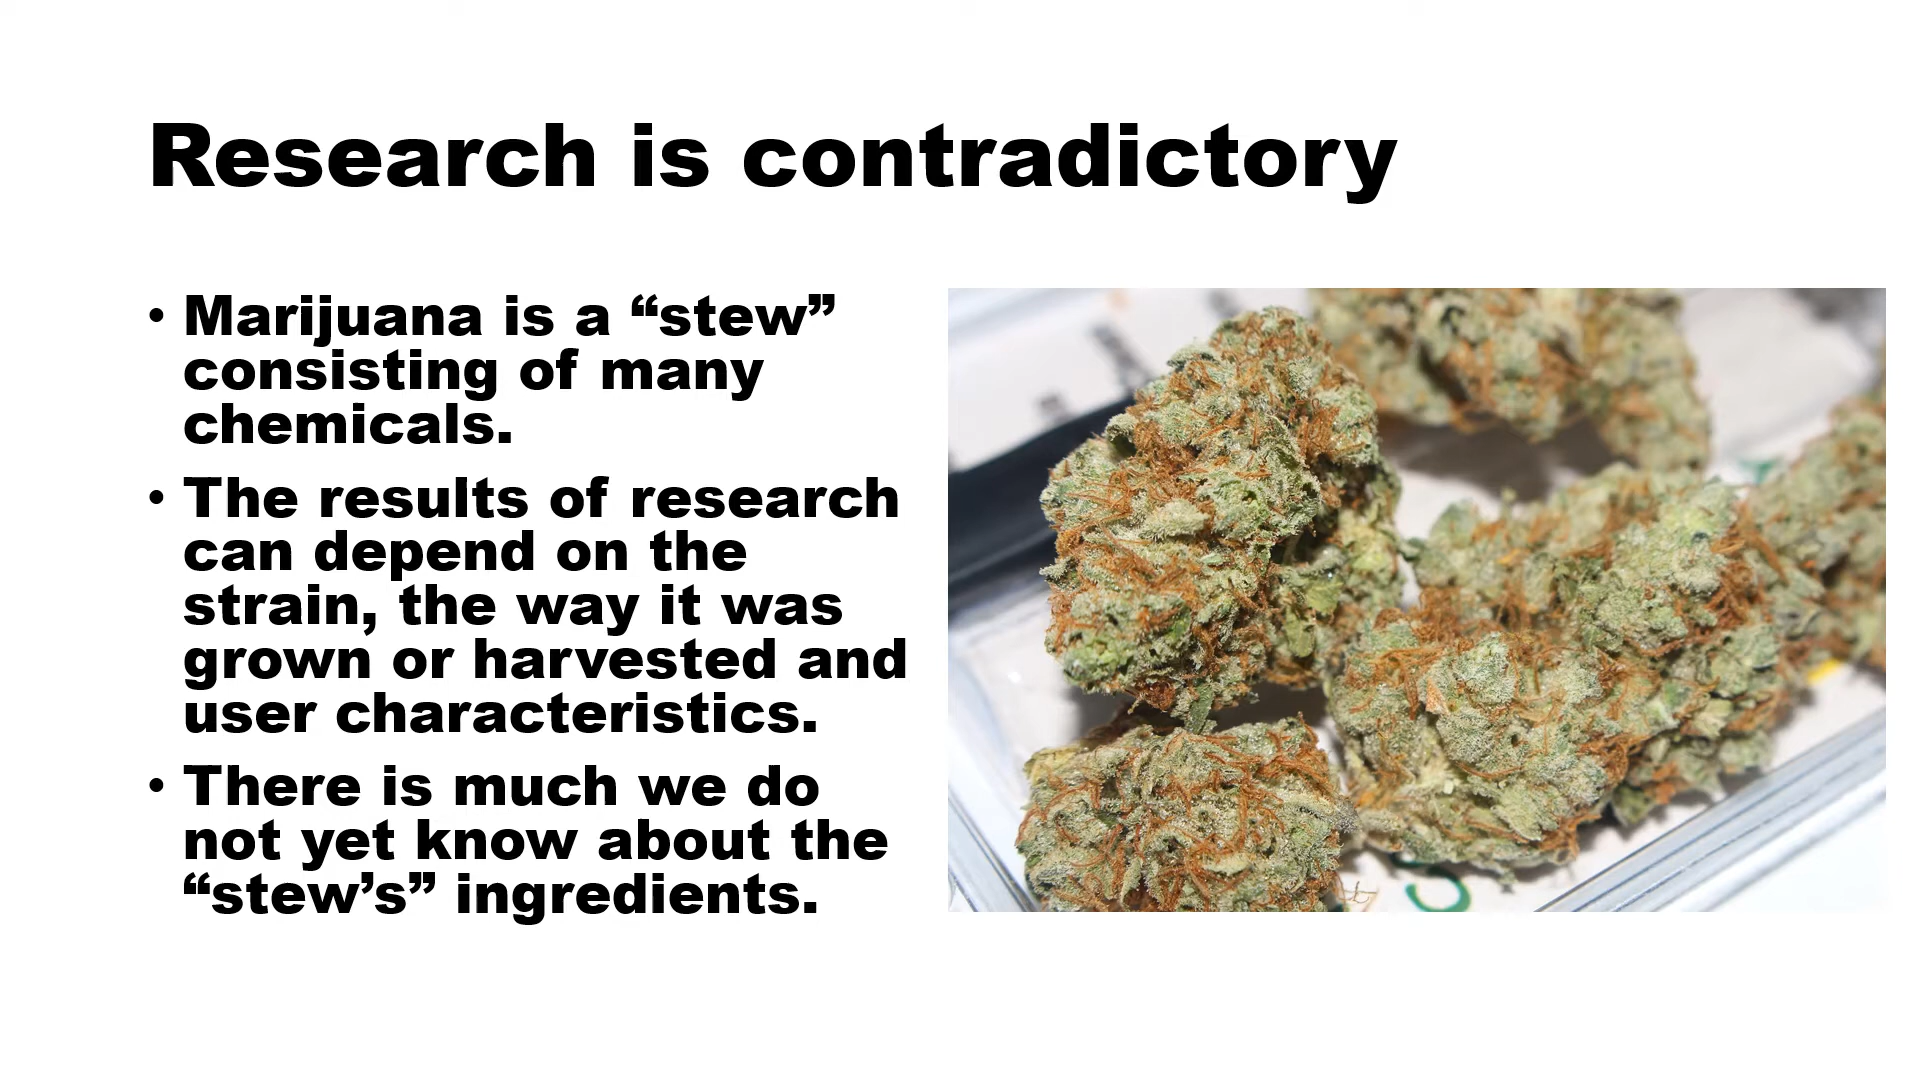 Research is contradictory
• Marijuana is a “stew”
consisting of many
chemicals.
• The results of research
can depend on the
strain, the way it was
grown or harvested and
user characteristics.
• There is much we do
not yet know about the
“stew’s” ingredients.